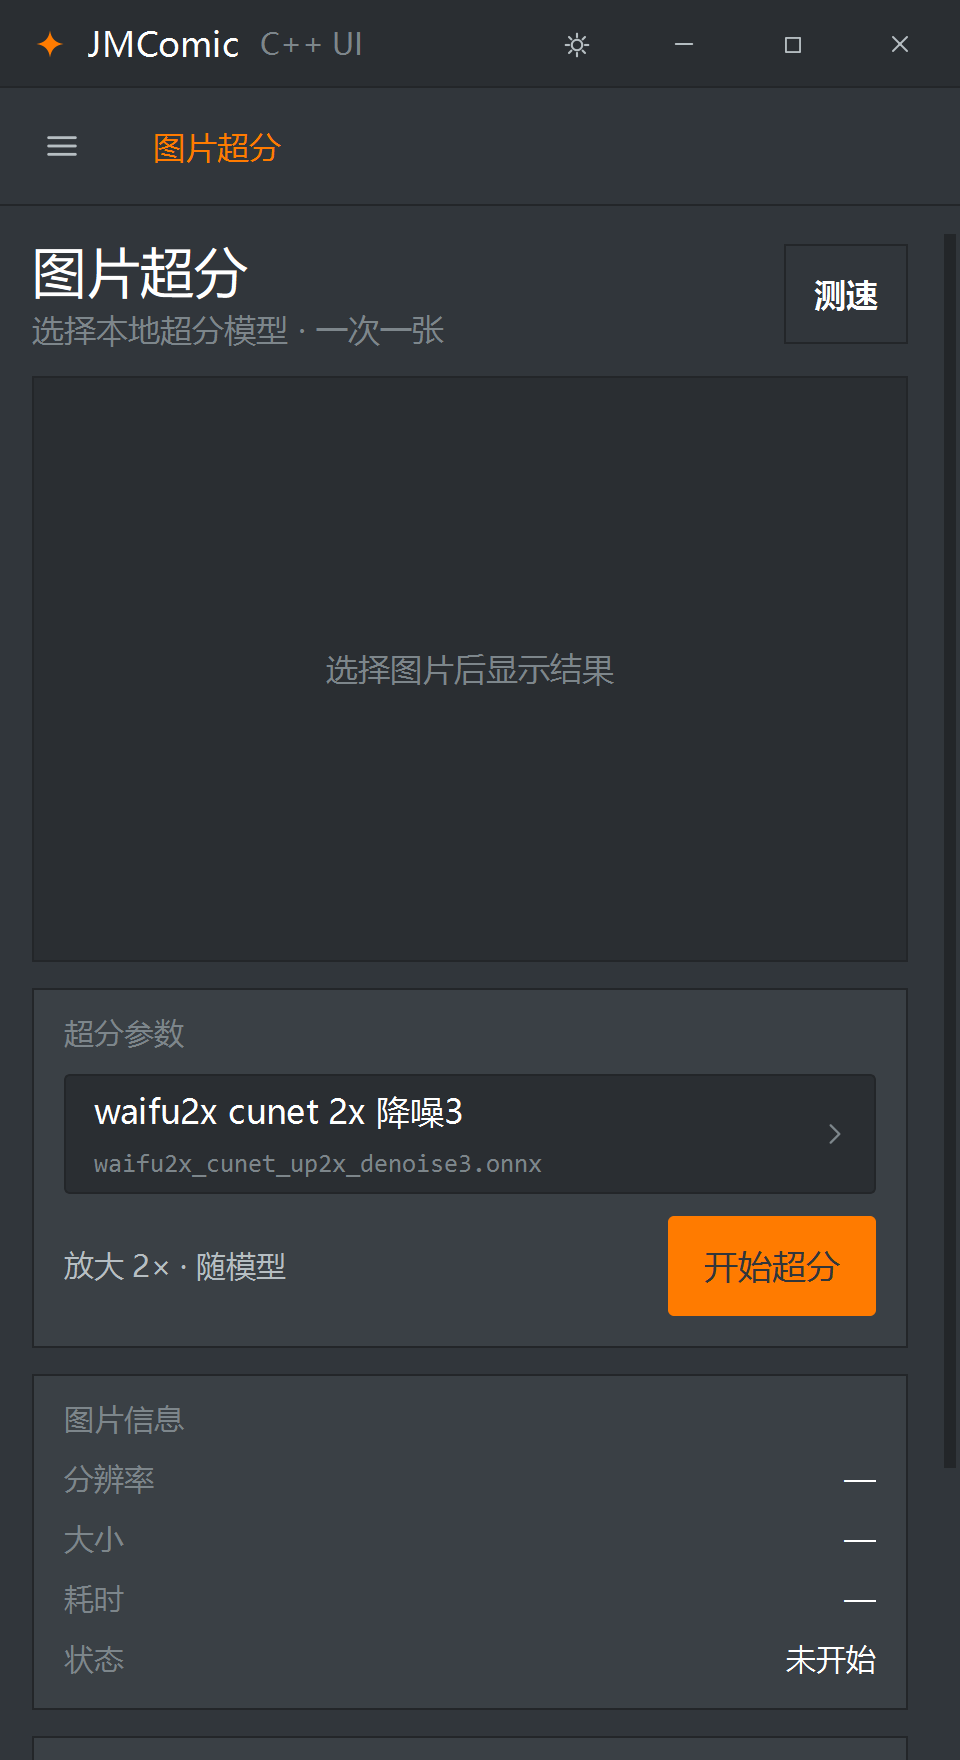 JMComic C++ UI
图片超分
图片超分
测速
选择本地超分模型 · 一次一张
选择图片后显示结果
超分参数
waifu2x cunet 2x 降噪3
waifu2x_cunet_up2x_denoise3.onnx
放大 2× · 随模型
开始超分
图片信息
分辨率 —
大小 —
耗时 —
状态 未开始